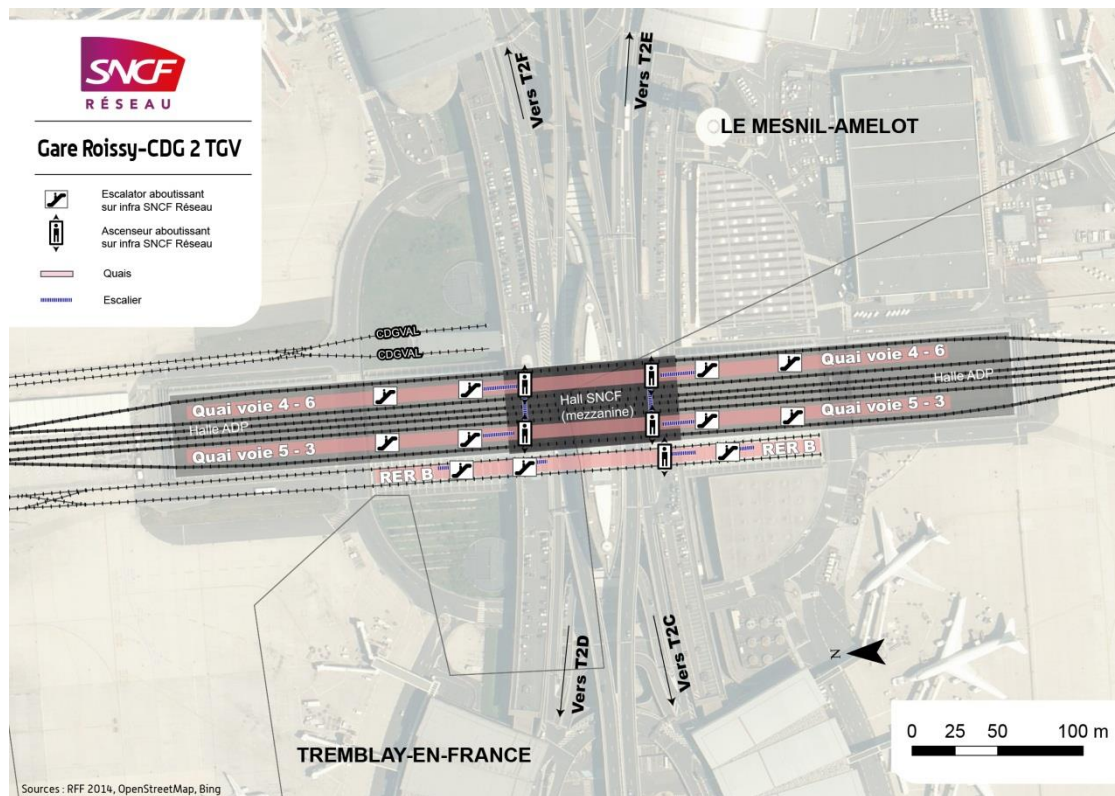 SNCF
RÉSEAU
Gare Roissy-CDG 2 TGV
Escalator aboutissant
sur infra SNCF Réseau
Ascenseur aboutissant
sur infra SNCF Réseau
Quais
Escalier
Vers T2F
Vers T2E
LE MESNIL-AMELOT
CDGVAL
CDGVAL
Quai voie 4 - 6
Quai voie 4 - 6
Halle ADP
Hall SNCF
(mezzanine)
Halle ADP
Quai voie 5 - 3
Quai voie 5 - 3
RER B
RER B
Vers T2D
Vers T2C
N
TREMBLAY-EN-FRANCE
0 25 50 100 m
Sources : RFF 2014, OpenStreetMap, Bing